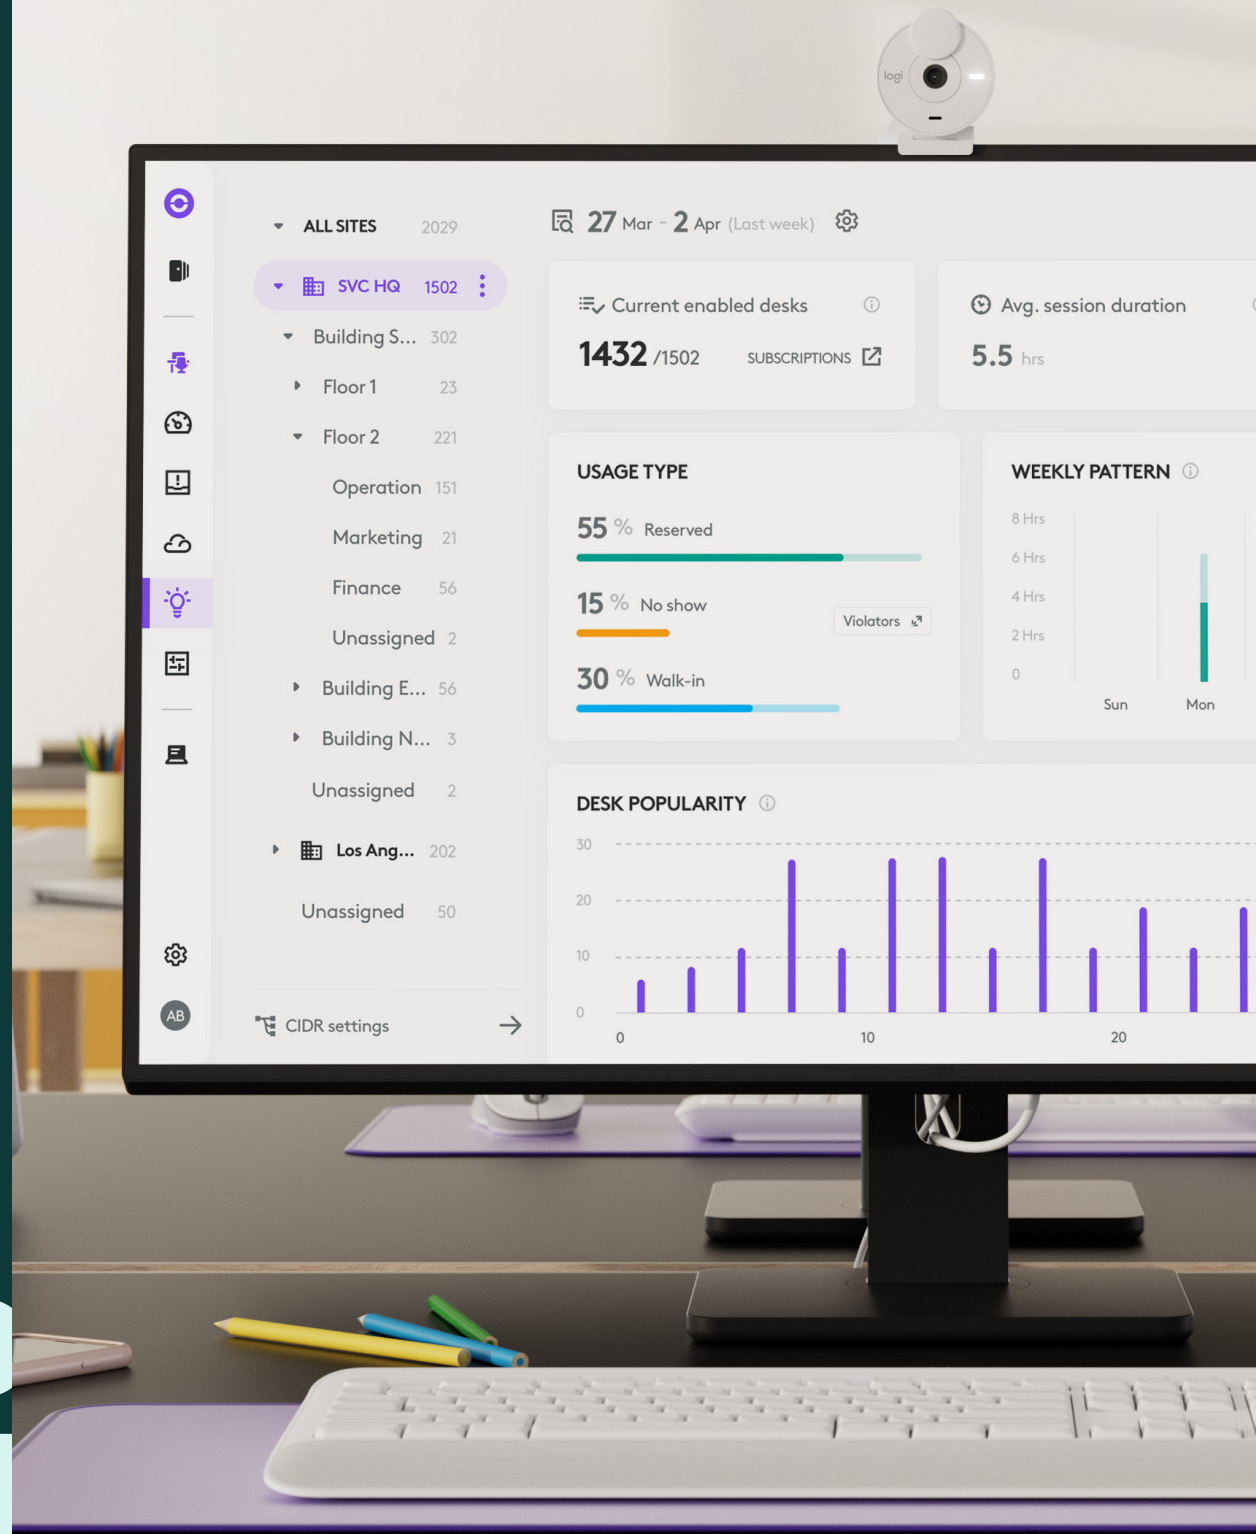 logi
ALL SITES 2029
SVC HQ 1502
Building S... 302
Floor 1 23
Floor 2 221
Operation 151
Marketing 21
Finance 56
Unassigned 2
Building E... 56
Building N... 3
Unassigned 2
Los Ang... 202
Unassigned 50
CIDR settings
AB
27 Mar - 2 Apr (Last week)
Current enabled desks
1432 /1502 SUBSCRIPTIONS
Avg. session duration
5.5 hrs
USAGE TYPE
55 % Reserved
15 % No show
Violators
30 % Walk-in
WEEKLY PATTERN
8 Hrs
6 Hrs
4 Hrs
2 Hrs
0
Sun Mon
DESK POPULARITY
30
20
10
0
0 10 20